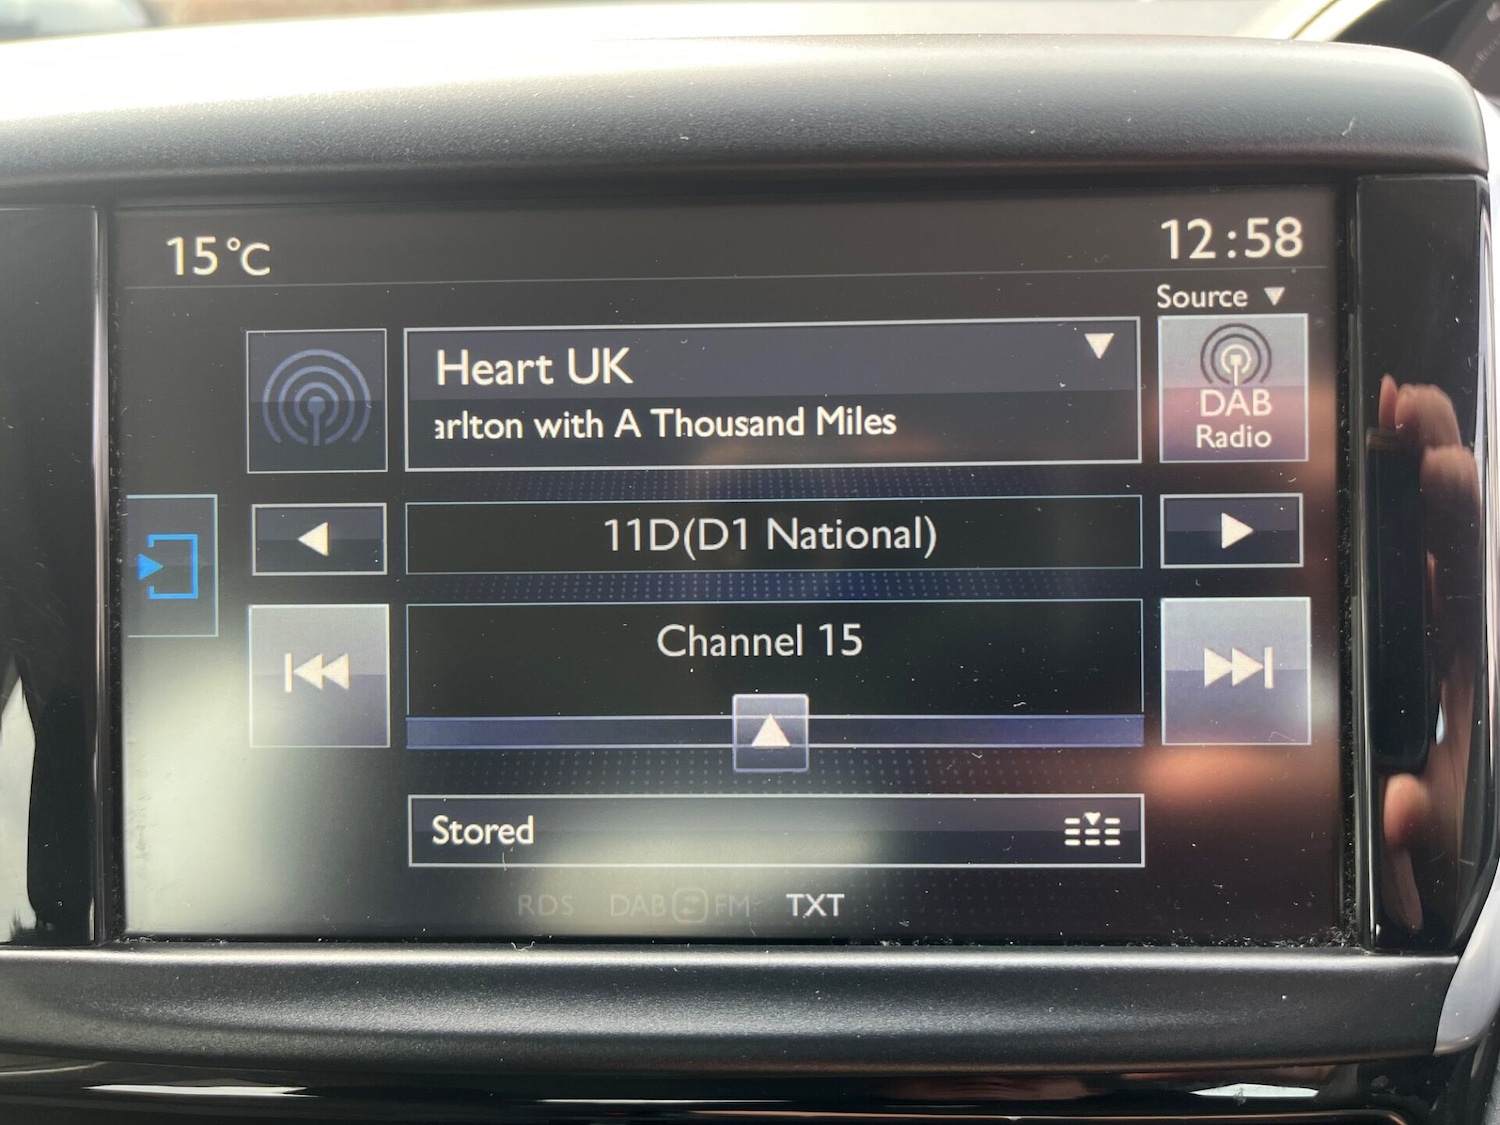 15°C
12:58
Source
Heart UK
arlton with A Thousand Miles
DAB
Radio
11D(D1 National)
Channel 15
Stored
RDS DAB FM TXT